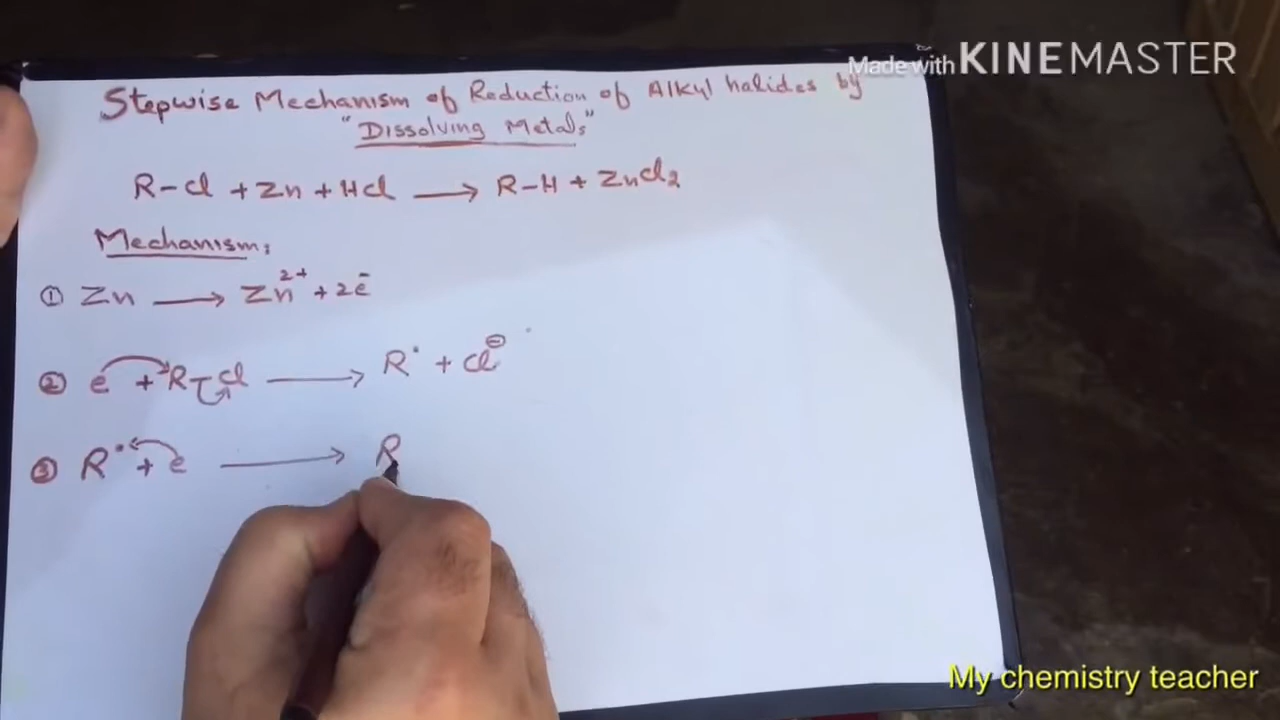 Made with KINEMASTER
Stepwise Mechanism of Reduction of Alkyl halides by
"Dissolving Metals"
R-Cl + Zn + HCl ⟶ R-H + ZnCl₂
Mechanism:
① Zn ⟶ Zn²⁺ + 2ē
② e + R-Cl ⟶ R• + Cl⊖
③ R• + e ⟶ R
My chemistry teacher